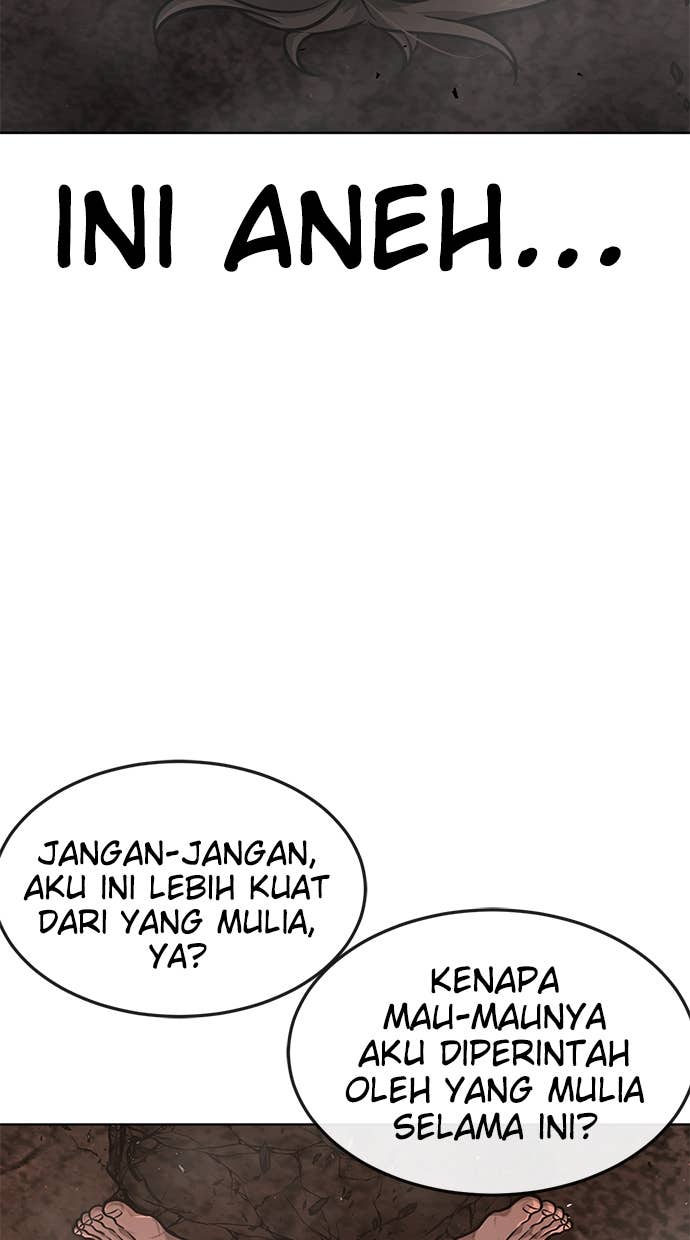 INI ANEH...
JANGAN-JANGAN,
AKU INI LEBIH KUAT
DARI YANG MULIA,
YA?
KENAPA
MAU-MAUNYA
AKU DIPERINTAH
OLEH YANG MULIA
SELAMA INI?